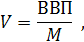 V = ВВП / M ,